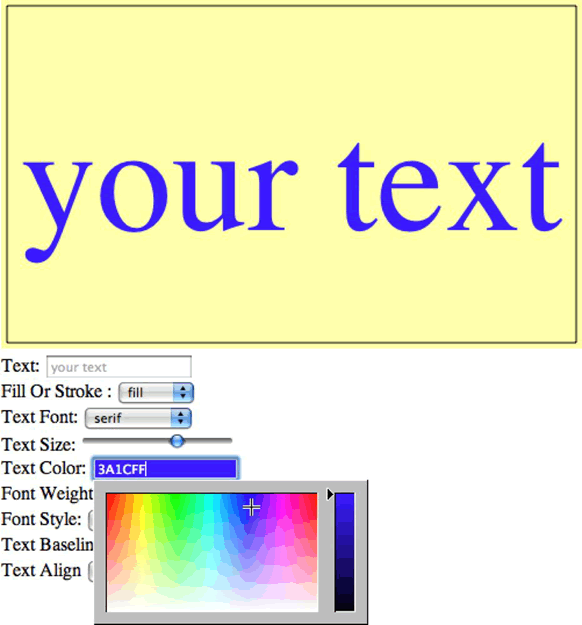 your text
Text: your text
Fill Or Stroke : fill
Text Font: serif
Text Size:
Text Color: 3A1CFF
Font Weight
Font Style:
Text Baselin
Text Align